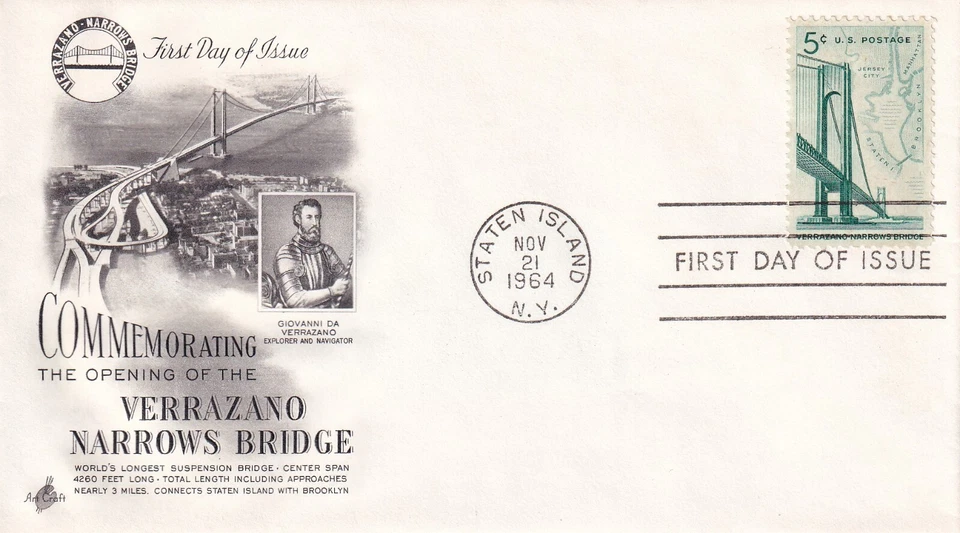 VERRAZANO-NARROWS BRIDGE
First Day of Issue
GIOVANNI DA
VERRAZANO
EXPLORER AND NAVIGATOR
COMMEMORATING
THE OPENING OF THE
VERRAZANO
NARROWS BRIDGE
WORLD'S LONGEST SUSPENSION BRIDGE · CENTER SPAN
4260 FEET LONG · TOTAL LENGTH INCLUDING APPROACHES
NEARLY 3 MILES. CONNECTS STATEN ISLAND WITH BROOKLYN
Art Craft
STATEN ISLAND
NOV
21
1964
N.Y.
5¢ U.S. POSTAGE
JERSEY
CITY
MANHATTAN
BROOKLYN
STATEN I.
VERRAZANO-NARROWS BRIDGE
FIRST DAY OF ISSUE